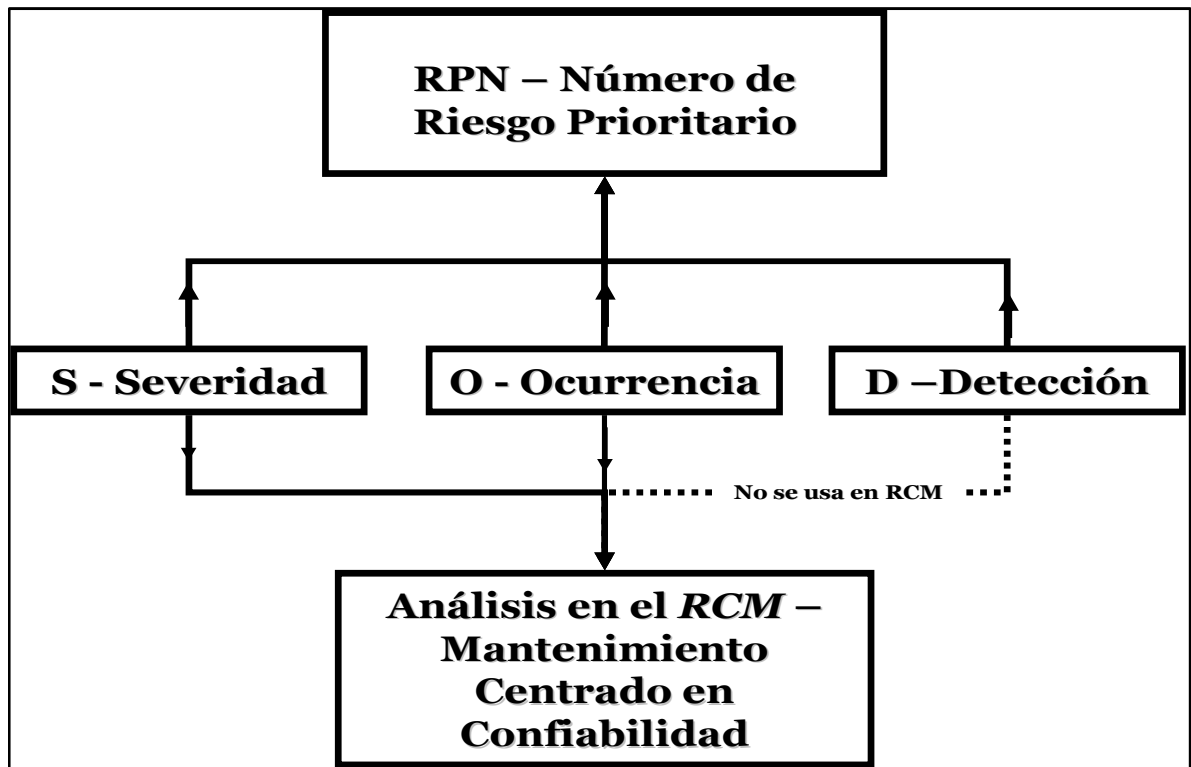 RPN – Número de
Riesgo Prioritario
S - Severidad
O - Ocurrencia
D –Detección
No se usa en RCM
Análisis en el RCM –
Mantenimiento
Centrado en
Confiabilidad